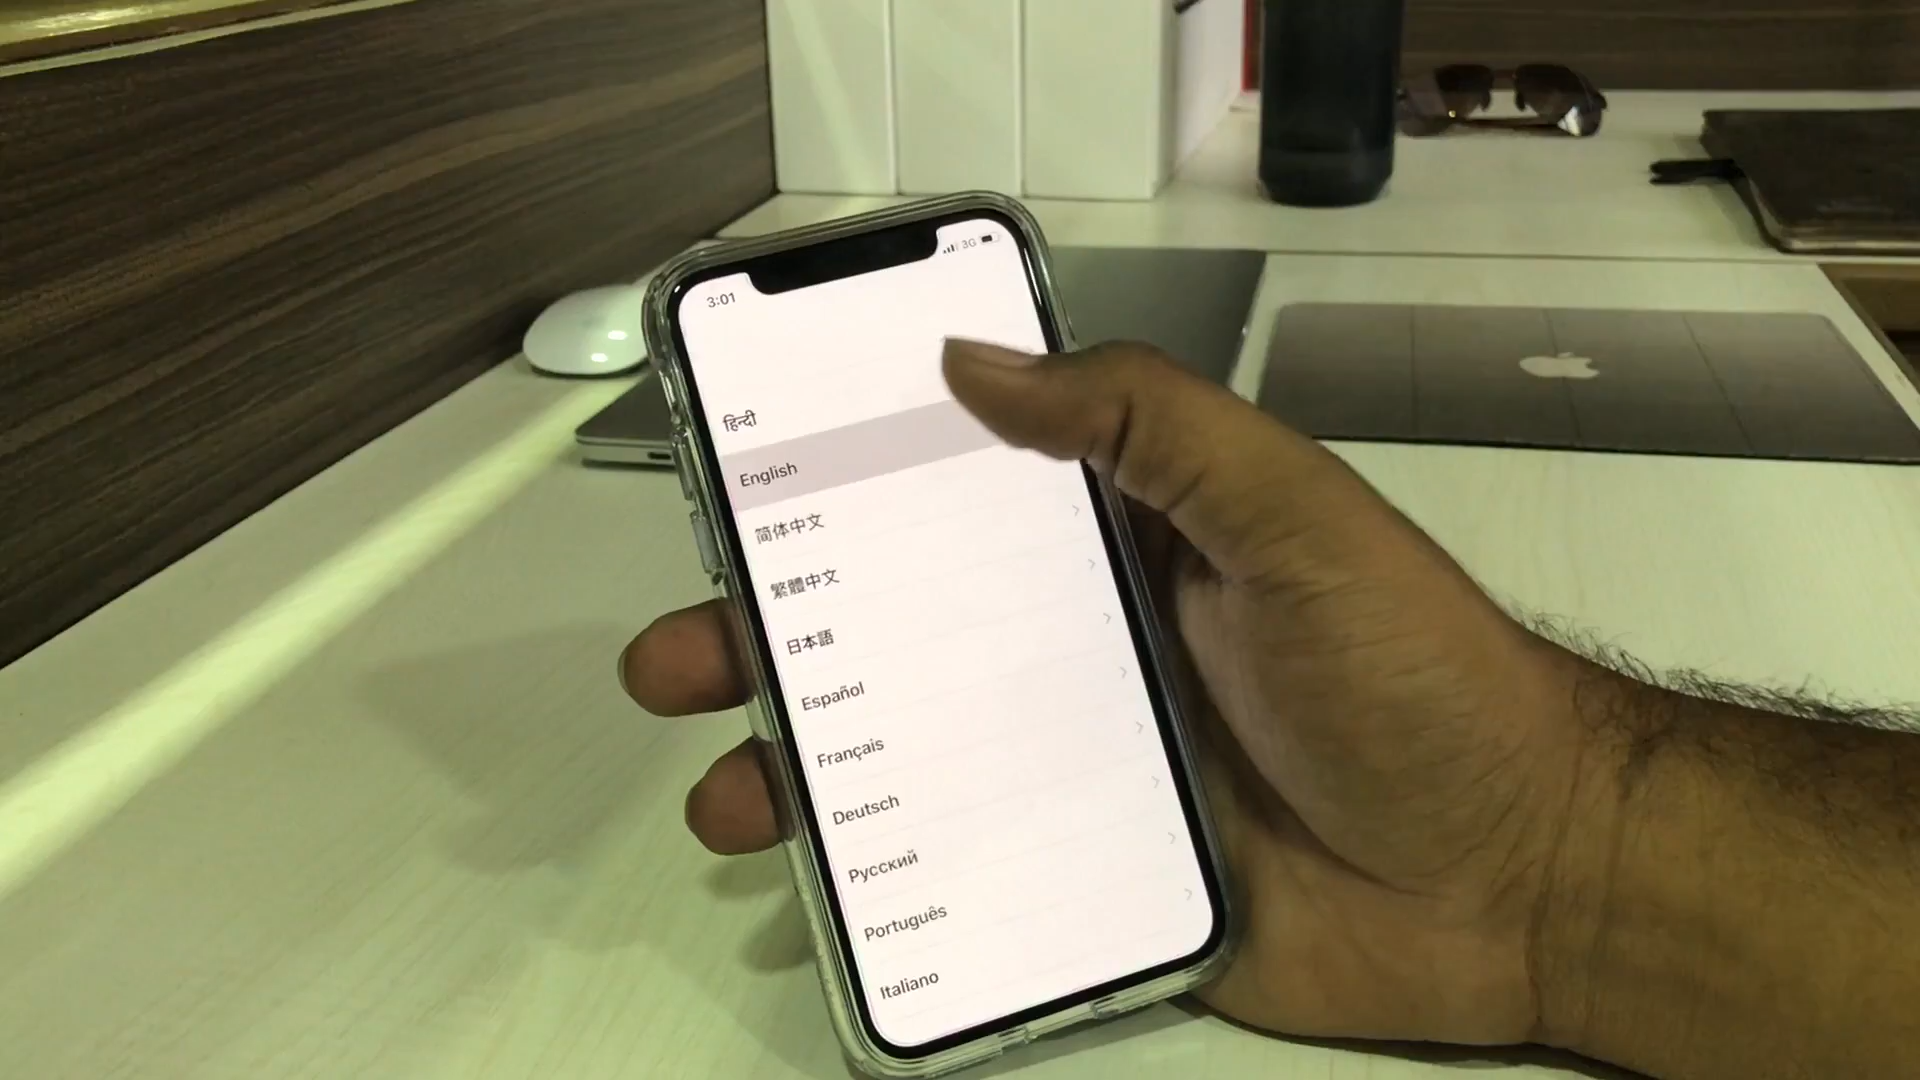 3:01
3G
हिन्दी
English
简体中文
繁體中文
日本語
Español
Français
Deutsch
Русский
Português
Italiano